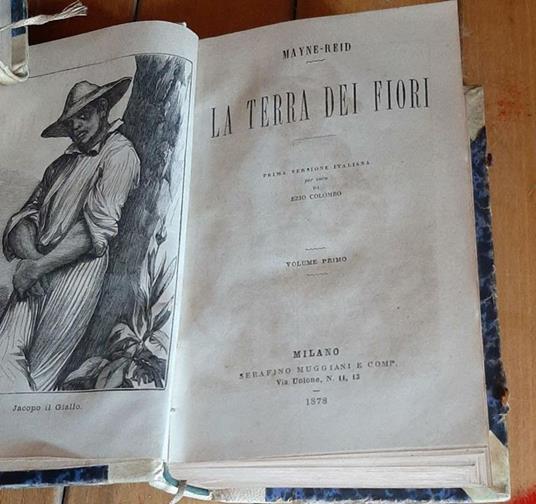 Jacopo il Giallo.
MAYNE-REID
LA TERRA DEI FIORI
PRIMA VERSIONE ITALIANA
per cura
DI
EZIO COLOMBO
VOLUME PRIMO
MILANO
SERAFINO MUGGIANI E COMP.
Via Unione, N. 11, 13
1878